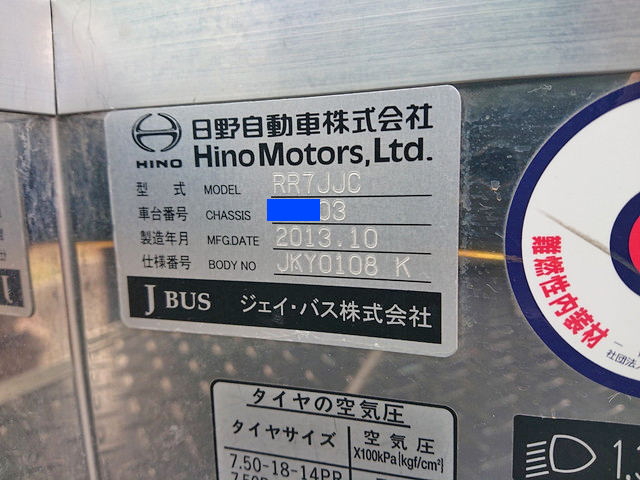 日野自動車株式会社
HINO
Hino Motors, Ltd.
型 式 MODEL RR7JJC
車台番号 CHASSIS 03
製造年月 MFG.DATE 2013.10
仕様番号 BODY NO JKY0108 K
J BUS ジェイ・バス株式会社
難燃性内装材
社団法
タイヤの空気圧
タイヤサイズ 空気圧
X100kPa{kgf/cm²}
7.50-18-14PR